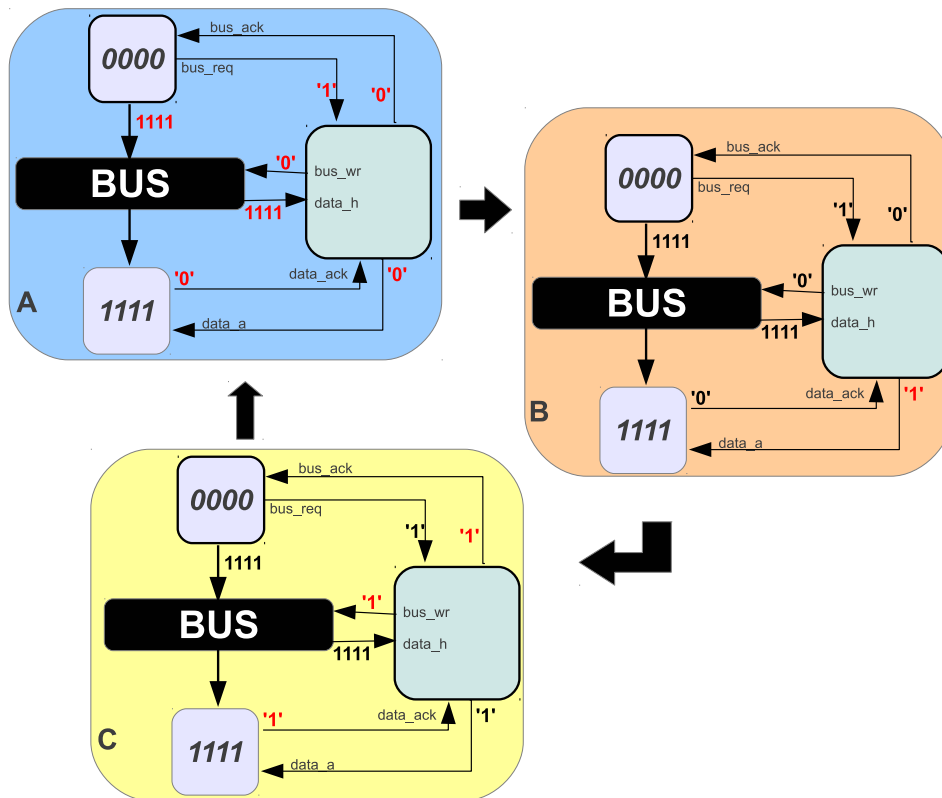 bus_ack
0000
bus_req
'1'
'0'
1111
BUS
'0'
bus_wr
1111
data_h
'0'
data_ack
'0'
A
1111
data_a
bus_ack
0000
bus_req
'1'
'0'
1111
BUS
'0'
bus_wr
1111
data_h
'0'
data_ack
'1'
B
1111
data_a
bus_ack
0000
bus_req
'1'
'1'
1111
BUS
'1'
bus_wr
1111
data_h
'1'
data_ack
'1'
C
1111
data_a